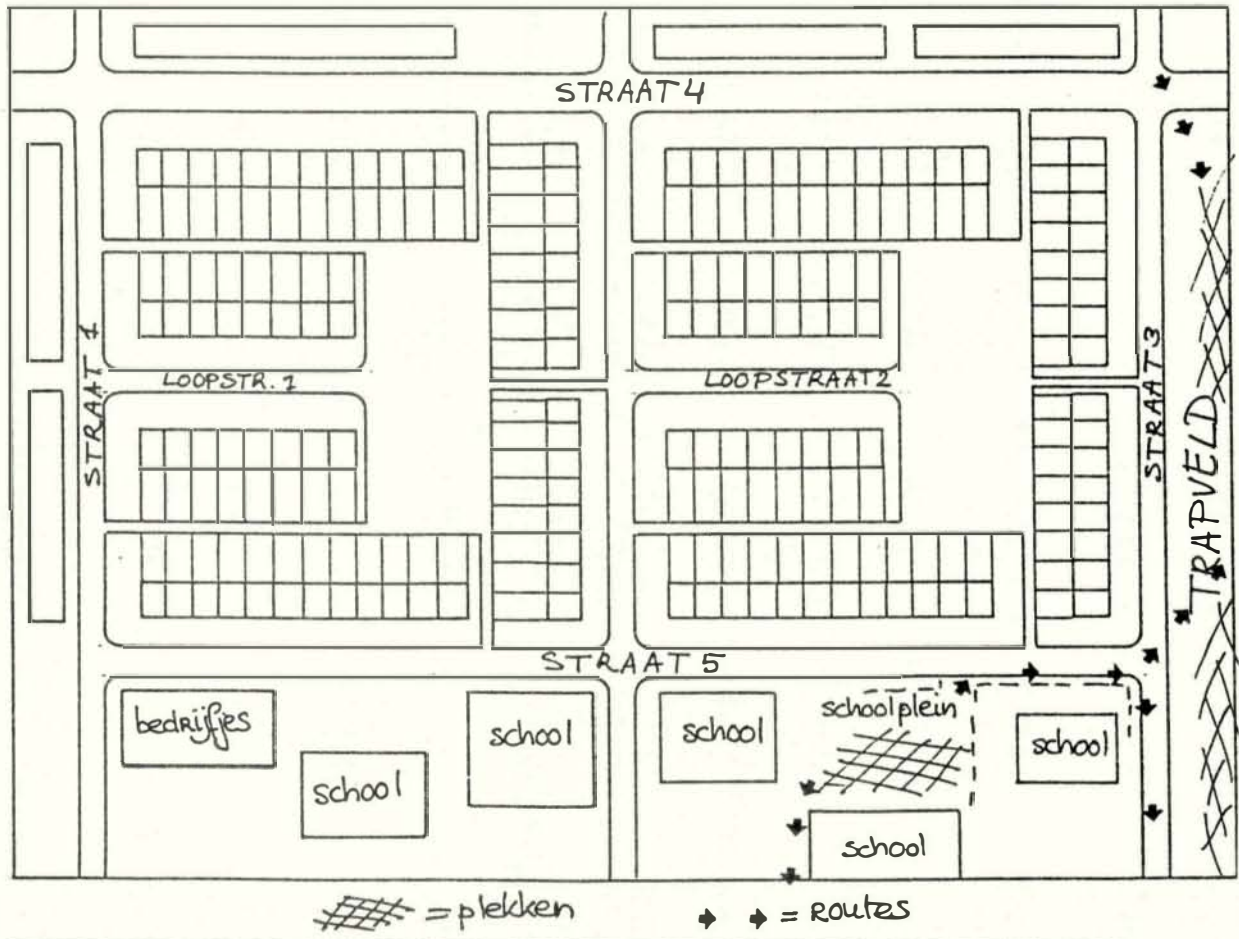 STRAAT 4
STRAAT 1
LOOPSTR. 1
LOOPSTRAAT 2
STRAAT 3
TRAPVELD
STRAAT 5
bedrijfjes
school
school
school
schoolplein
school
school
= plekken
= ROUTES